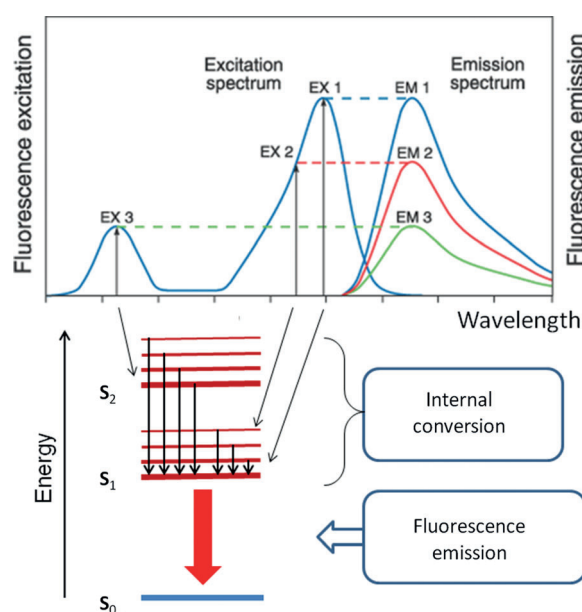 Fluorescence excitation
Excitation
spectrum
EX 1
EX 2
EX 3
EM 1
EM 2
EM 3
Emission
spectrum
Fluorescence emission
Wavelength
Energy
S2
S1
S0
Internal
conversion
Fluorescence
emission